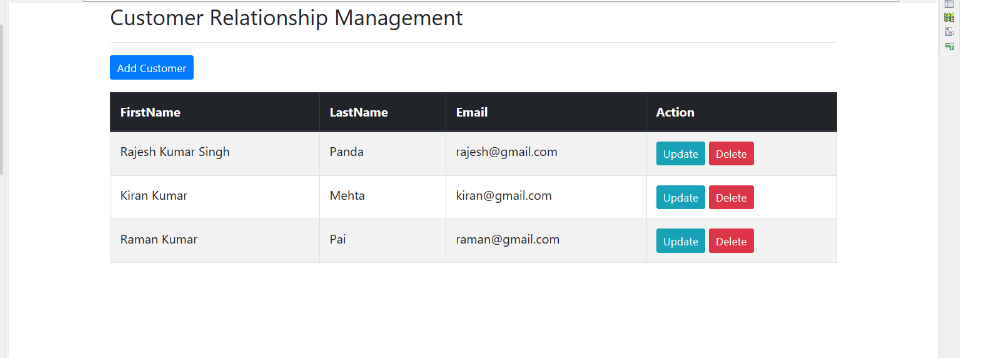 Customer Relationship Management
Add Customer
FirstName LastName Email Action
Rajesh Kumar Singh Panda rajesh@gmail.com Update Delete
Kiran Kumar Mehta kiran@gmail.com Update Delete
Raman Kumar Pai raman@gmail.com Update Delete